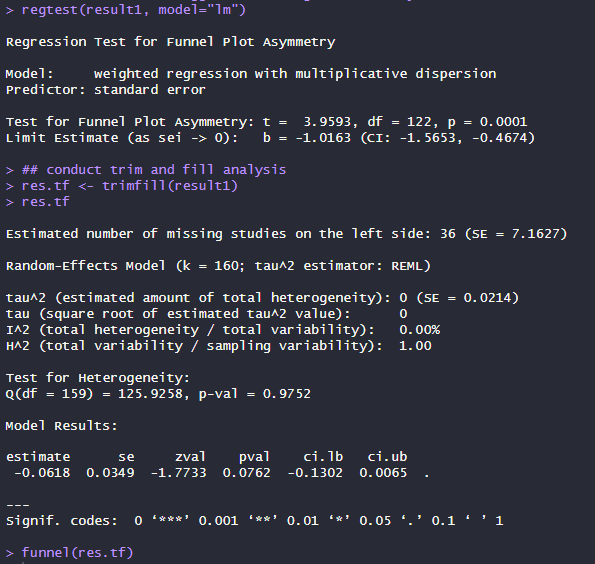 > regtest(result1, model="lm")
Regression Test for Funnel Plot Asymmetry
Model:     weighted regression with multiplicative dispersion
Predictor: standard error
Test for Funnel Plot Asymmetry: t =  3.9593, df = 122, p = 0.0001
Limit Estimate (as sei -> 0):   b = -1.0163 (CI: -1.5653, -0.4674)
> ## conduct trim and fill analysis
> res.tf <- trimfill(result1)
> res.tf
Estimated number of missing studies on the left side: 36 (SE = 7.1627)
Random-Effects Model (k = 160; tau^2 estimator: REML)
tau^2 (estimated amount of total heterogeneity): 0 (SE = 0.0214)
tau (square root of estimated tau^2 value):      0
I^2 (total heterogeneity / total variability):   0.00%
H^2 (total variability / sampling variability):  1.00
Test for Heterogeneity:
Q(df = 159) = 125.9258, p-val = 0.9752
Model Results:
estimate      se     zval    pval    ci.lb   ci.ub
 -0.0618  0.0349  -1.7733  0.0762  -0.1302  0.0065  .
---
Signif. codes:  0 ‘***’ 0.001 ‘**’ 0.01 ‘*’ 0.05 ‘.’ 0.1 ‘ ’ 1
> funnel(res.tf)